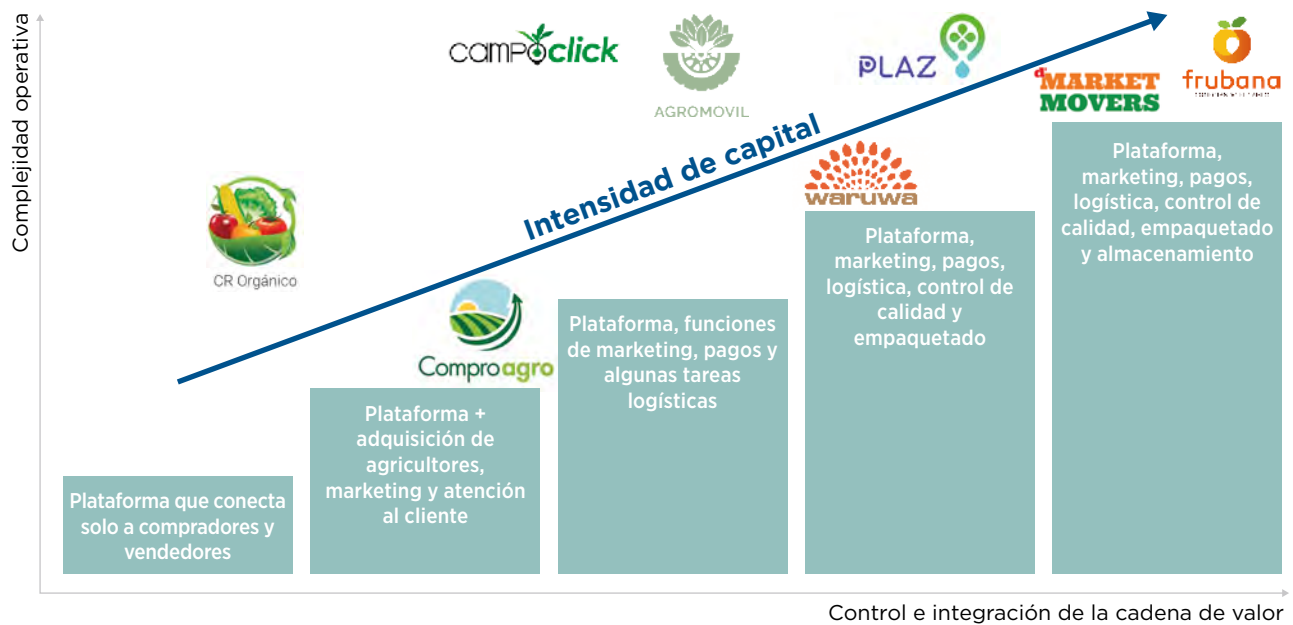 Complejidad operativa
campoclick
AGROMOVIL
PLAZ
d'MARKET
MOVERS
frubana
Intensidad de capital
CR Orgánico
Comproagro
waruwa
Plataforma que conecta
solo a compradores y
vendedores
Plataforma +
adquisición de
agricultores,
marketing y atención
al cliente
Plataforma, funciones
de marketing, pagos y
algunas tareas
logísticas
Plataforma,
marketing, pagos,
logística, control de
calidad y
empaquetado
Plataforma,
marketing, pagos,
logística, control de
calidad, empaquetado
y almacenamiento
Control e integración de la cadena de valor